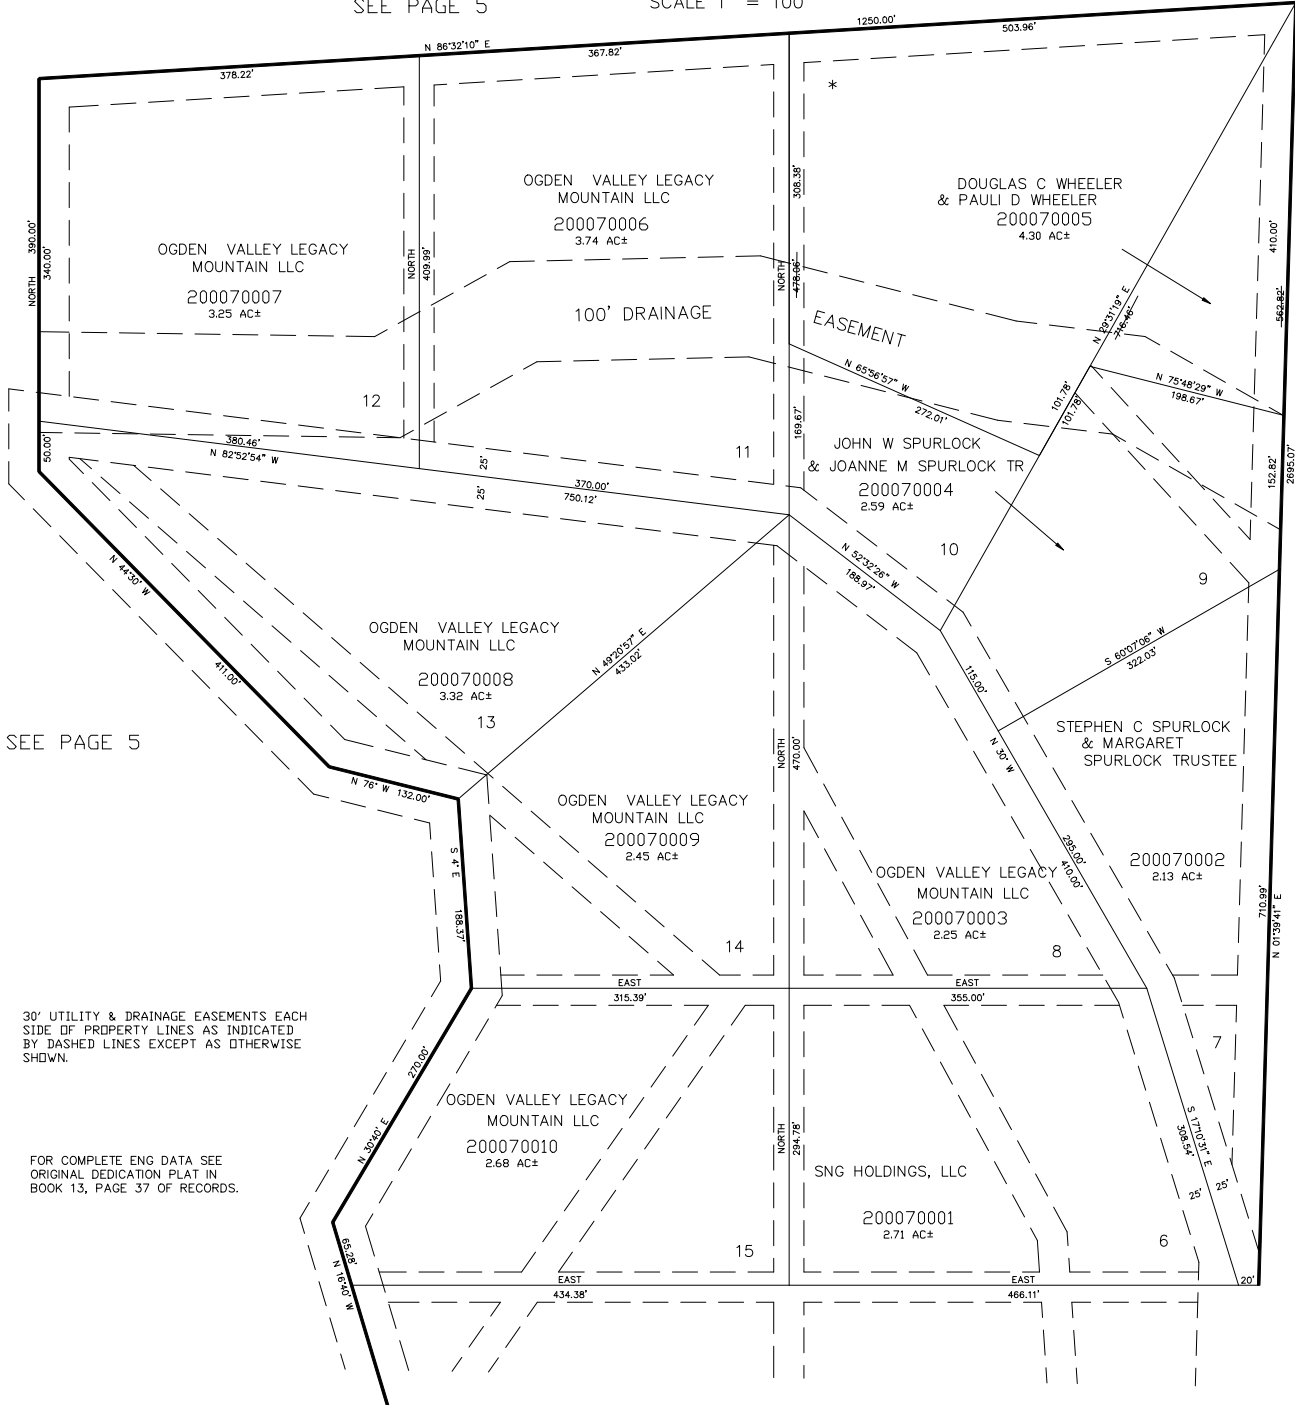 SEE PAGE 5
SCALE 1" = 100'
1250.00'
N 86°32'10" E
378.22'
367.82'
503.96'
*
NORTH 390.00'
340.00'
50.00'
NORTH
409.99'
308.38'
NORTH
478.06'
169.67'
410.00'
562.82'
152.82'
2695.07'
OGDEN VALLEY LEGACY
MOUNTAIN LLC
200070007
3.25 AC±
12
OGDEN VALLEY LEGACY
MOUNTAIN LLC
200070006
3.74 AC±
11
DOUGLAS C WHEELER
& PAULI D WHEELER
200070005
4.30 AC±
100' DRAINAGE
EASEMENT
N 29°31'19" E
716.46'
101.78'
101.78'
N 65°56'57" W
272.01'
N 75°48'29" W
198.67'
JOHN W SPURLOCK
& JOANNE M SPURLOCK TR
200070004
2.59 AC±
10
9
380.46'
N 82°52'54" W
25'
25'
370.00'
750.12'
N 52°32'26" W
188.97'
N 44°30' W
411.00'
OGDEN VALLEY LEGACY
MOUNTAIN LLC
200070008
3.32 AC±
13
N 49°20'57" E
433.02'
S 60°07'06" W
322.03'
115.00'
N 30° W
295.00'
410.00'
STEPHEN C SPURLOCK
& MARGARET
SPURLOCK TRUSTEE
200070002
2.13 AC±
7
710.99'
N 01°39'41" E
SEE PAGE 5
N 76° W 132.00'
S 4° E
188.37'
NORTH
470.00'
OGDEN VALLEY LEGACY
MOUNTAIN LLC
200070009
2.45 AC±
14
OGDEN VALLEY LEGACY
MOUNTAIN LLC
200070003
2.25 AC±
8
EAST
315.39'
EAST
355.00'
30' UTILITY & DRAINAGE EASEMENTS EACH
SIDE OF PROPERTY LINES AS INDICATED
BY DASHED LINES EXCEPT AS OTHERWISE
SHOWN.
270.00'
N 30°40' E
OGDEN VALLEY LEGACY
MOUNTAIN LLC
200070010
2.68 AC±
15
NORTH
294.78'
SNG HOLDINGS, LLC
200070001
2.71 AC±
6
S 17°10'31" E
308.54'
25'
25'
FOR COMPLETE ENG DATA SEE
ORIGINAL DEDICATION PLAT IN
BOOK 13, PAGE 37 OF RECORDS.
65.28'
N 16°40' W
EAST
434.38'
EAST
466.11'
20'